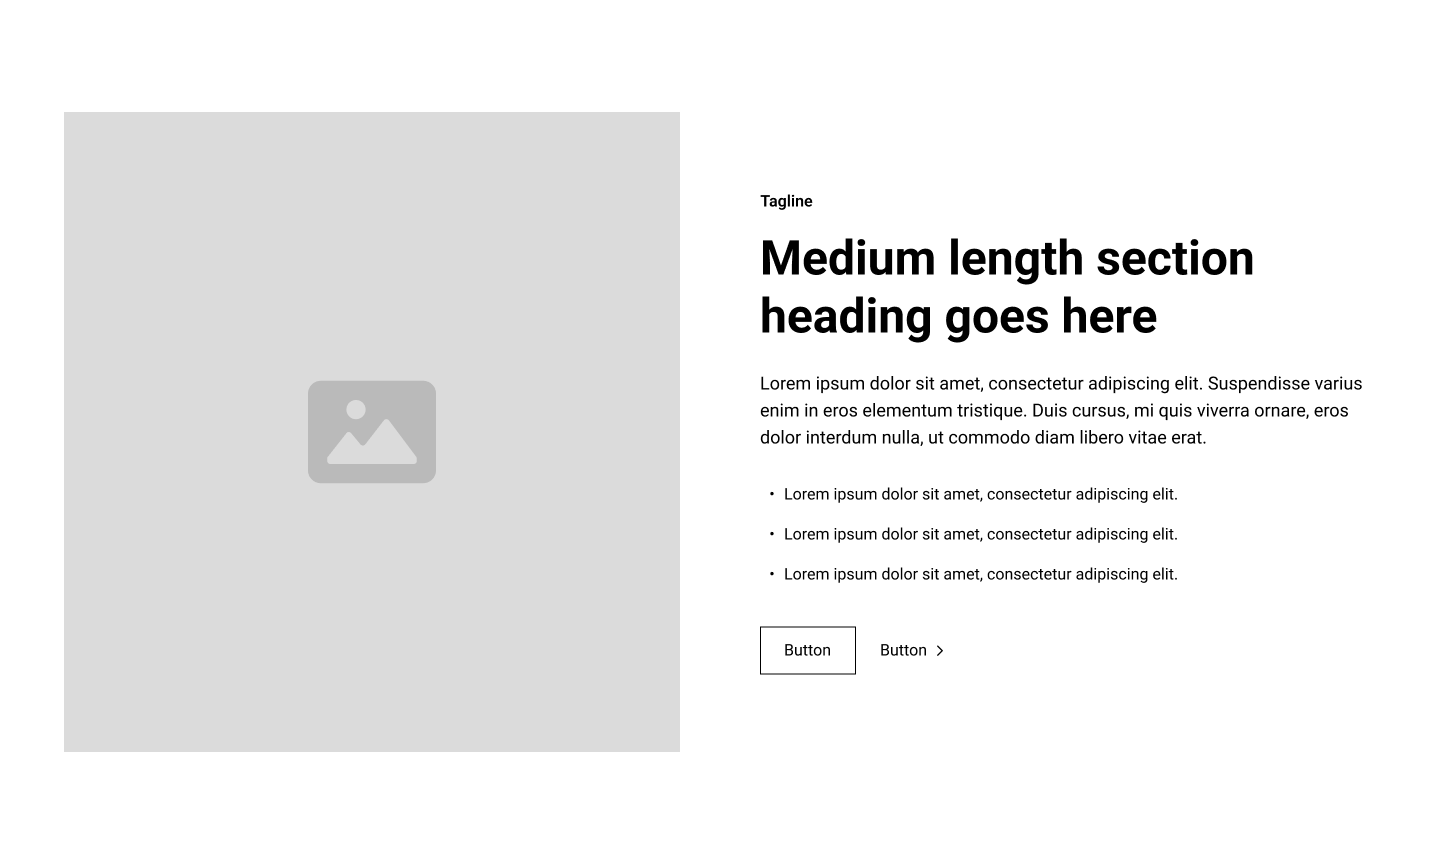 Tagline
Medium length section
heading goes here
Lorem ipsum dolor sit amet, consectetur adipiscing elit. Suspendisse varius
enim in eros elementum tristique. Duis cursus, mi quis viverra ornare, eros
dolor interdum nulla, ut commodo diam libero vitae erat.
• Lorem ipsum dolor sit amet, consectetur adipiscing elit.
• Lorem ipsum dolor sit amet, consectetur adipiscing elit.
• Lorem ipsum dolor sit amet, consectetur adipiscing elit.
Button Button